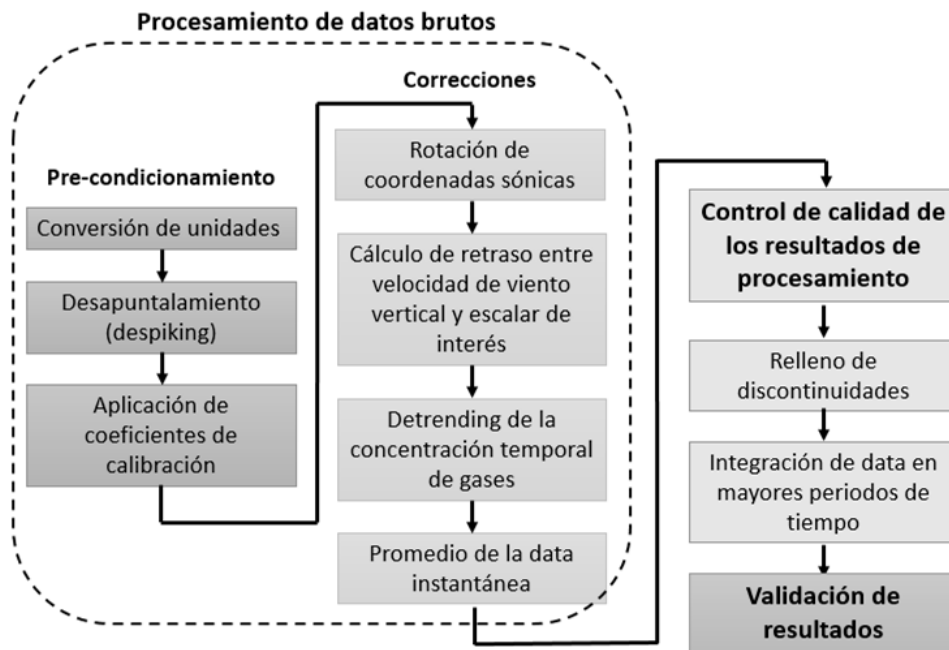 Procesamiento de datos brutos
Pre-condicionamiento
Conversión de unidades
Desapuntalamiento
(despiking)
Aplicación de
coeficientes de
calibración
Correcciones
Rotación de
coordenadas sónicas
Cálculo de retraso entre
velocidad de viento
vertical y escalar de
interés
Detrending de la
concentración temporal
de gases
Promedio de la data
instantánea
Control de calidad de
los resultados de
procesamiento
Relleno de
discontinuidades
Integración de data en
mayores periodos de
tiempo
Validación de
resultados